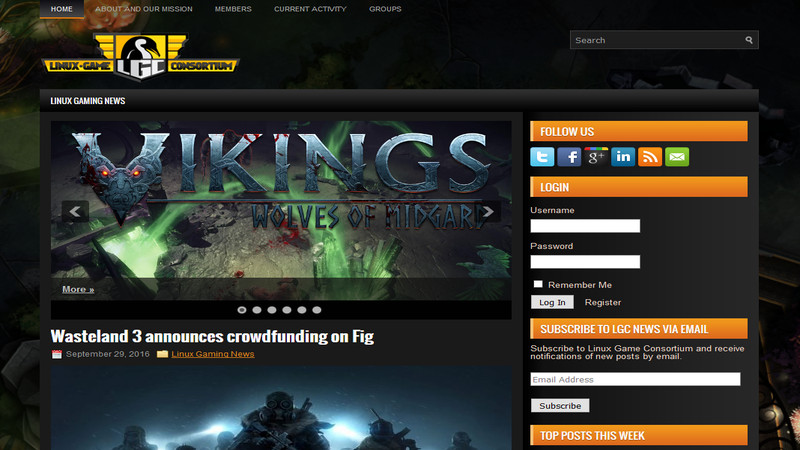 HOME ABOUT AND OUR MISSION MEMBERS CURRENT ACTIVITY GROUPS
LINUX-GAME LGC CONSORTIUM
Search
LINUX GAMING NEWS
VIKINGS
WOLVES OF MIDGARD
More »
Wasteland 3 announces crowdfunding on Fig
September 29, 2016 Linux Gaming News
FOLLOW US
g+ in
LOGIN
Username
Password
Remember Me
Log In Register
SUBSCRIBE TO LGC NEWS VIA EMAIL
Subscribe to Linux Game Consortium and receive
notifications of new posts by email.
Email Address
Subscribe
TOP POSTS THIS WEEK